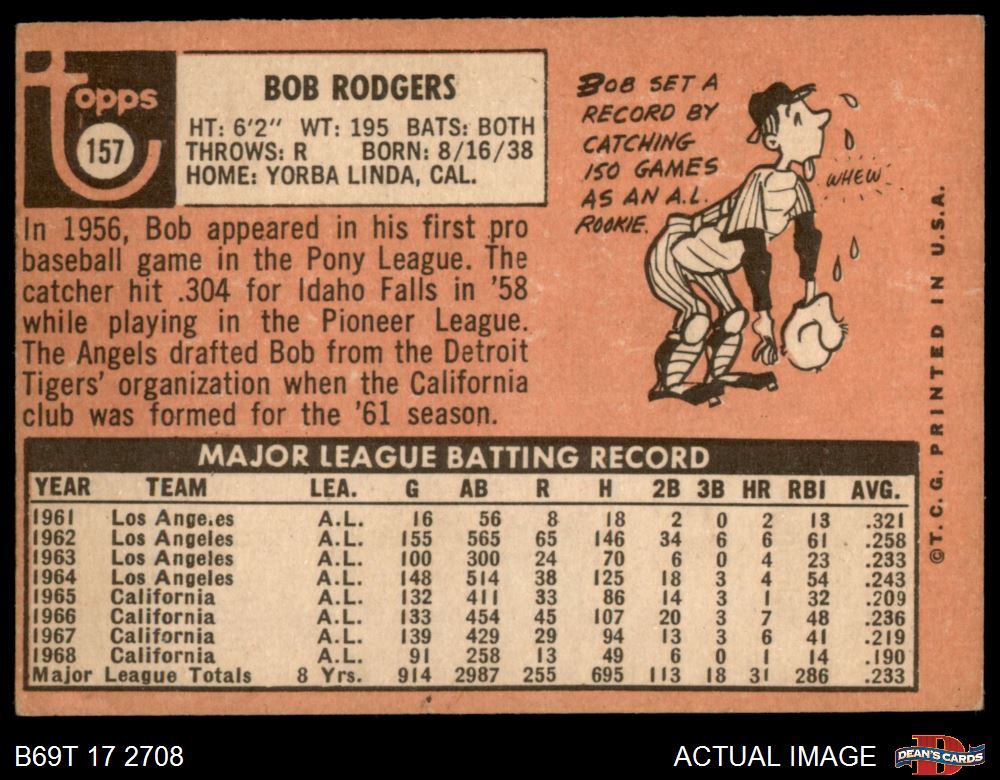 Topps
157
BOB RODGERS
HT: 6'2" WT: 195 BATS: BOTH
THROWS: R BORN: 8/16/38
HOME: YORBA LINDA, CAL.
BOB SET A
RECORD BY
CATCHING
150 GAMES
AS AN A.L.
ROOKIE.
WHEW
In 1956, Bob appeared in his first pro
baseball game in the Pony League. The
catcher hit .304 for Idaho Falls in '58
while playing in the Pioneer League.
The Angels drafted Bob from the Detroit
Tigers' organization when the California
club was formed for the '61 season.
MAJOR LEAGUE BATTING RECORD
YEAR TEAM LEA. G AB R H 2B 3B HR RBI AVG.
1961 Los Angeles A.L. 16 56 8 18 2 0 2 13 .321
1962 Los Angeles A.L. 155 565 65 146 34 6 6 61 .258
1963 Los Angeles A.L. 100 300 24 70 6 0 4 23 .233
1964 Los Angeles A.L. 148 514 38 125 18 3 4 54 .243
1965 California A.L. 132 411 33 86 14 3 1 32 .209
1966 California A.L. 133 454 45 107 20 3 7 48 .236
1967 California A.L. 139 429 29 94 13 3 6 41 .219
1968 California A.L. 91 258 13 49 6 0 1 14 .190
Major League Totals 8 Yrs. 914 2987 255 695 113 18 31 286 .233
©T.C.G. PRINTED IN U.S.A.
B69T 17 2708
ACTUAL IMAGE
DEAN'S CARDS